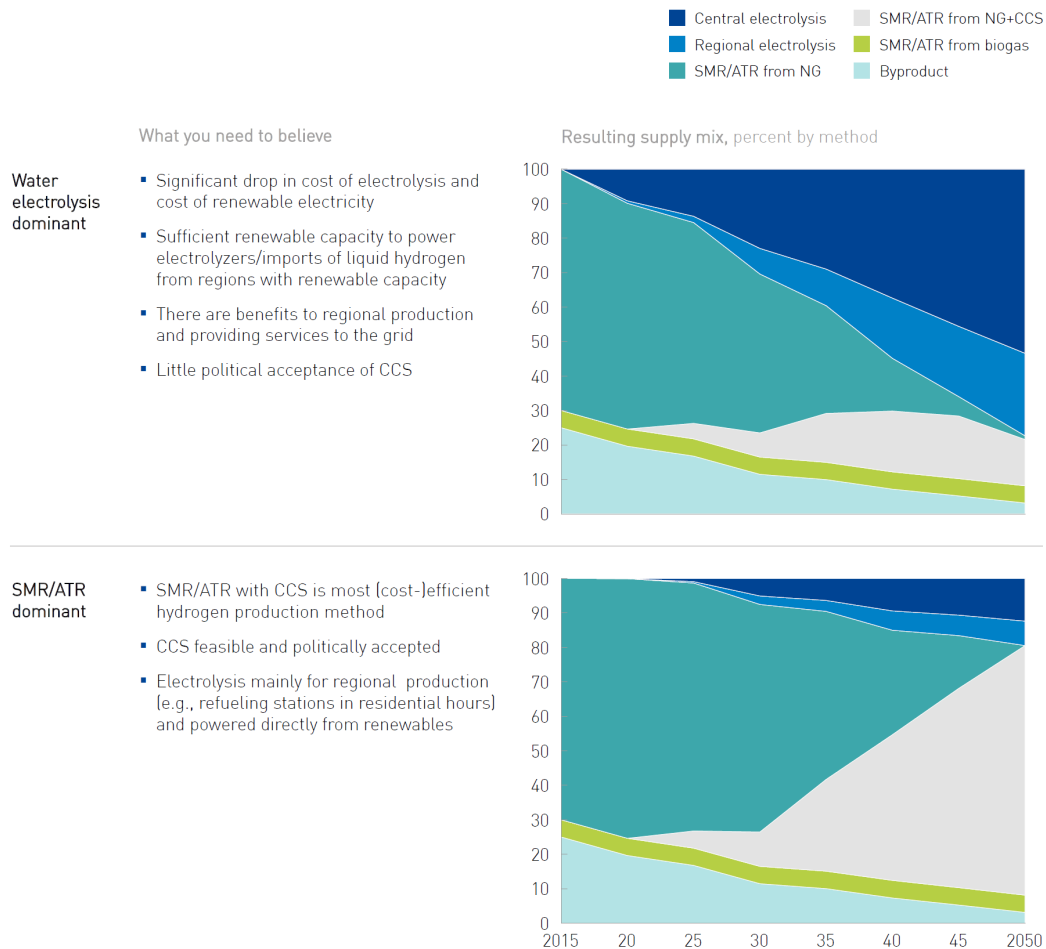 Central electrolysis
SMR/ATR from NG+CCS
Regional electrolysis
SMR/ATR from biogas
SMR/ATR from NG
Byproduct
What you need to believe
Resulting supply mix, percent by method
Water
electrolysis
dominant
▪ Significant drop in cost of electrolysis and
cost of renewable electricity
▪ Sufficient renewable capacity to power
electrolyzers/imports of liquid hydrogen
from regions with renewable capacity
▪ There are benefits to regional production
and providing services to the grid
▪ Little political acceptance of CCS
100
90
80
70
60
50
40
30
20
10
0
SMR/ATR
dominant
▪ SMR/ATR with CCS is most (cost-)efficient
hydrogen production method
▪ CCS feasible and politically accepted
▪ Electrolysis mainly for regional production
(e.g., refueling stations in residential hours)
and powered directly from renewables
100
90
80
70
60
50
40
30
20
10
0
2015 20 25 30 35 40 45 2050